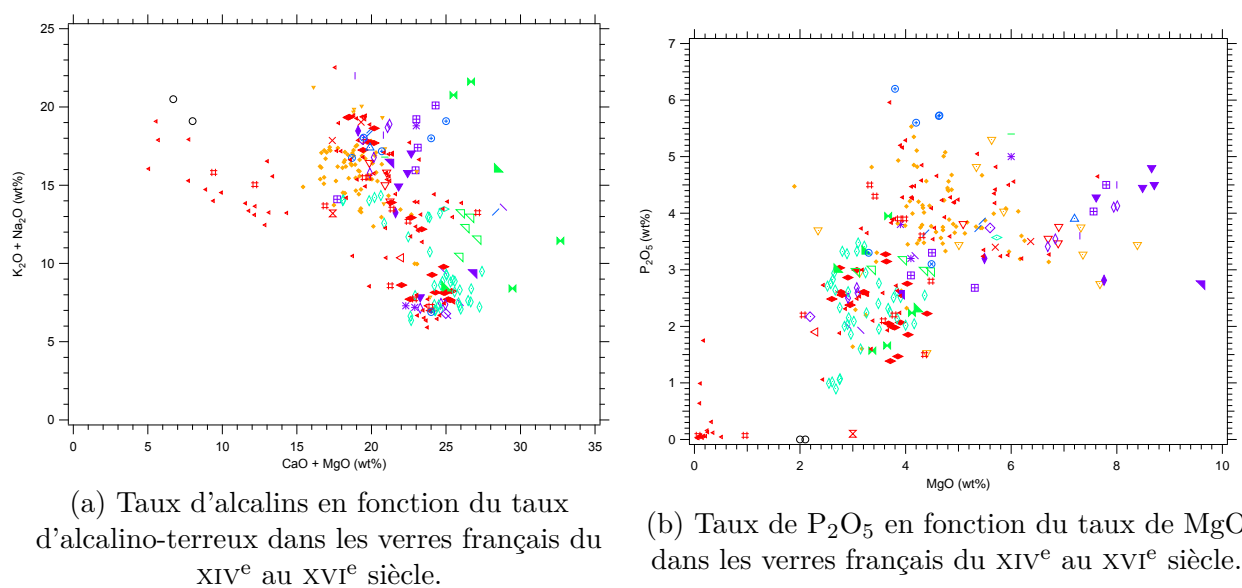 25
20
15
10
5
0
K₂O + Na₂O (wt%)
0 5 10 15 20 25 30 35
CaO + MgO (wt%)
(a) Taux d'alcalins en fonction du taux
d'alcalino-terreux dans les verres français du
XIVᵉ au XVIᵉ siècle.
7
6
5
4
3
2
1
0
P₂O₅ (wt%)
0 2 4 6 8 10
MgO (wt%)
(b) Taux de P₂O₅ en fonction du taux de MgO
dans les verres français du XIVᵉ au XVIᵉ siècle.